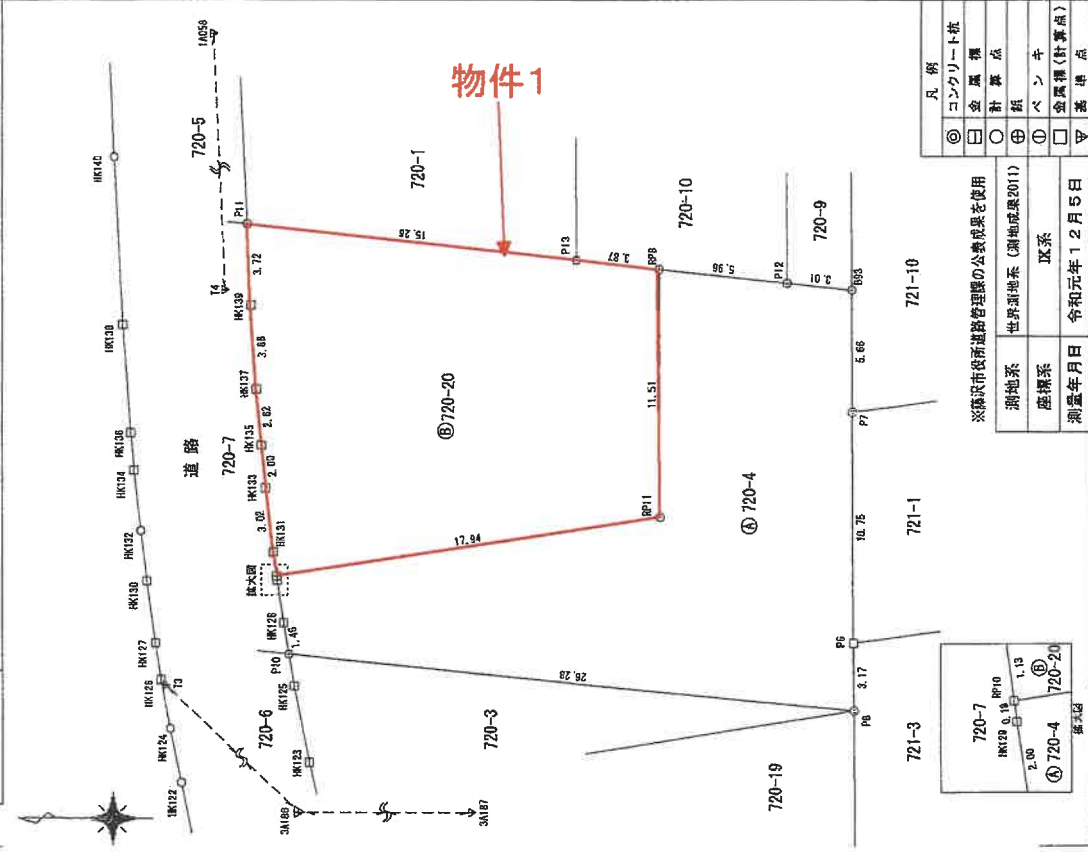 物件1
1A058
HK140
720-5
P11
720-1
15.25
3.72
T4
HK139
P13
720-10
3.87
RP8
5.96
P12
720-9
3.01
B93
721-10
HK138
3.68
HK137
2.62
HK135
2.00
HK133
3.02
HK131
Ⓑ720-20
11.51
RP11
5.66
P7
道路
720-7
HK136
HK134
HK132
HK130
HK127
HK126
T3
HK124
HK122
拡大図
HK128
1.46
P10
HK125
HK123
17.94
Ⓐ 720-4
10.75
721-1
720-6
720-3
26.28
P6
3.17
P8
720-19
721-3
3A186
3A187
720-7
HK129
0.19
RP10
1.13
2.00
Ⓐ 720-4
Ⓑ
720-20
拡大図
※藤沢市役所道路管理課の公表成果を使用
測地系 世界測地系(測地成果2011)
座標系 Ⅸ系
測量年月日 令和元年12月5日
凡例
◎ コンクリート杭
金属標
○ 計算点
⊕ 鋲
ペンキ
□ 金属標(計算点)
基準点